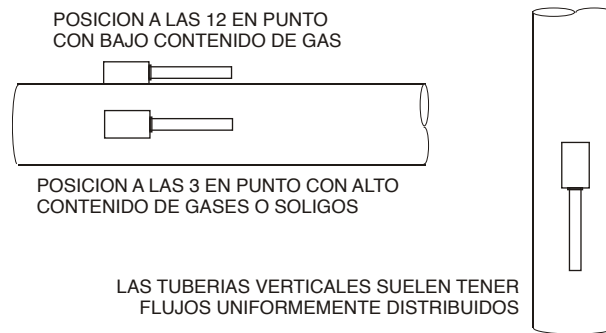 POSICION A LAS 12 EN PUNTO
CON BAJO CONTENIDO DE GAS
POSICION A LAS 3 EN PUNTO CON ALTO
CONTENIDO DE GASES O SOLIGOS
LAS TUBERIAS VERTICALES SUELEN TENER
FLUJOS UNIFORMEMENTE DISTRIBUIDOS